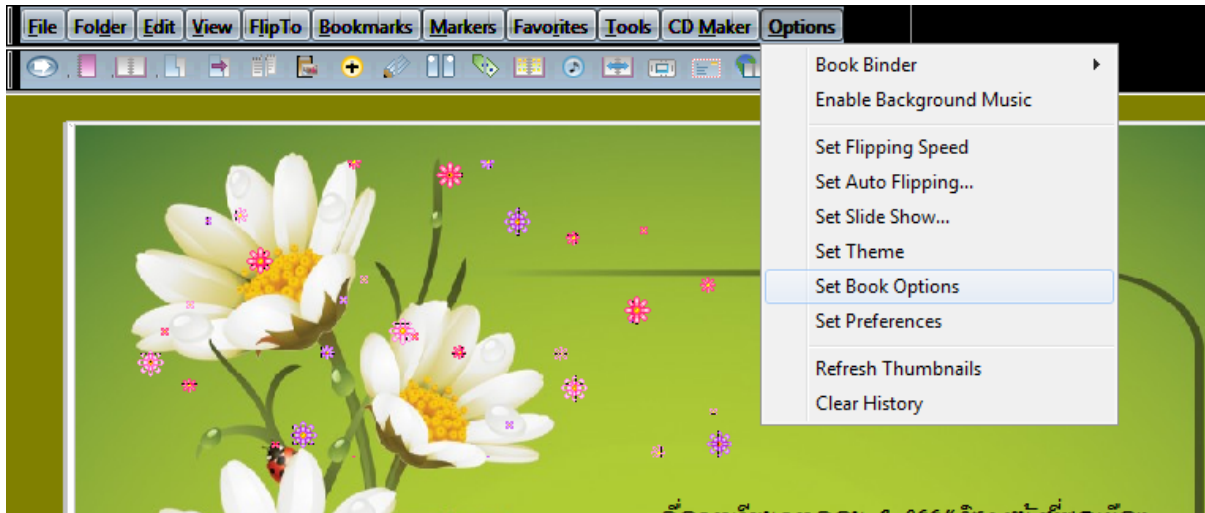 File Folder Edit View FlipTo Bookmarks Markers Favorites Tools CD Maker Options
Book Binder
Enable Background Music
Set Flipping Speed
Set Auto Flipping...
Set Slide Show...
Set Theme
Set Book Options
Set Preferences
Refresh Thumbnails
Clear History